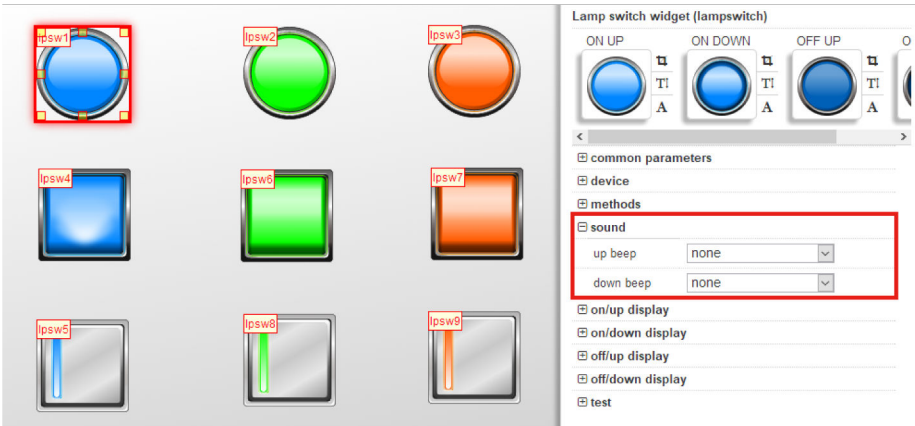 lpsw1
lpsw2
lpsw3
lpsw4
lpsw6
lpsw7
lpsw5
lpsw8
lpsw9
Lamp switch widget (lampswitch)
ON UP
ON DOWN
OFF UP
O
T
A
T
A
T
A
common parameters
device
methods
sound
up beep none
down beep none
on/up display
on/down display
off/up display
off/down display
test